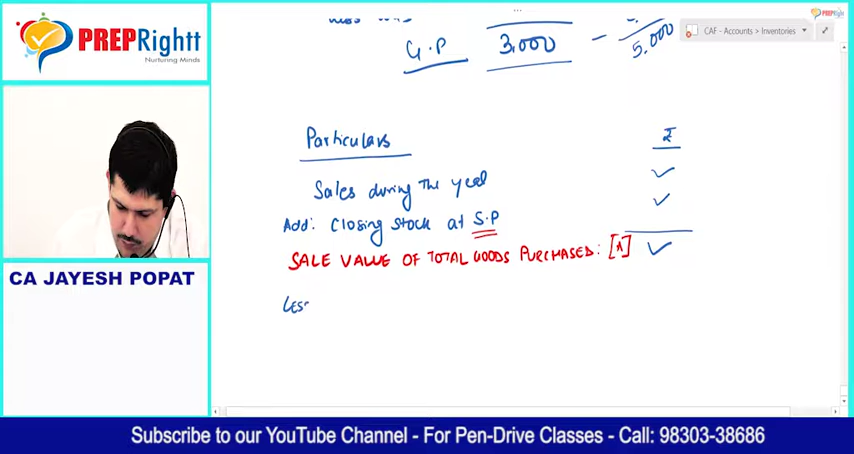 PREPRightt
Nurturing Minds
PREPRightt
CAF - Accounts > Inventories
G.P 3,000 - 5,000
Particulars ₹
Sales during the year
Add: Closing stock at S.P
SALE VALUE OF TOTAL GOODS PURCHASED: [A]
Less
CA JAYESH POPAT
Subscribe to our YouTube Channel - For Pen-Drive Classes - Call: 98303-38686